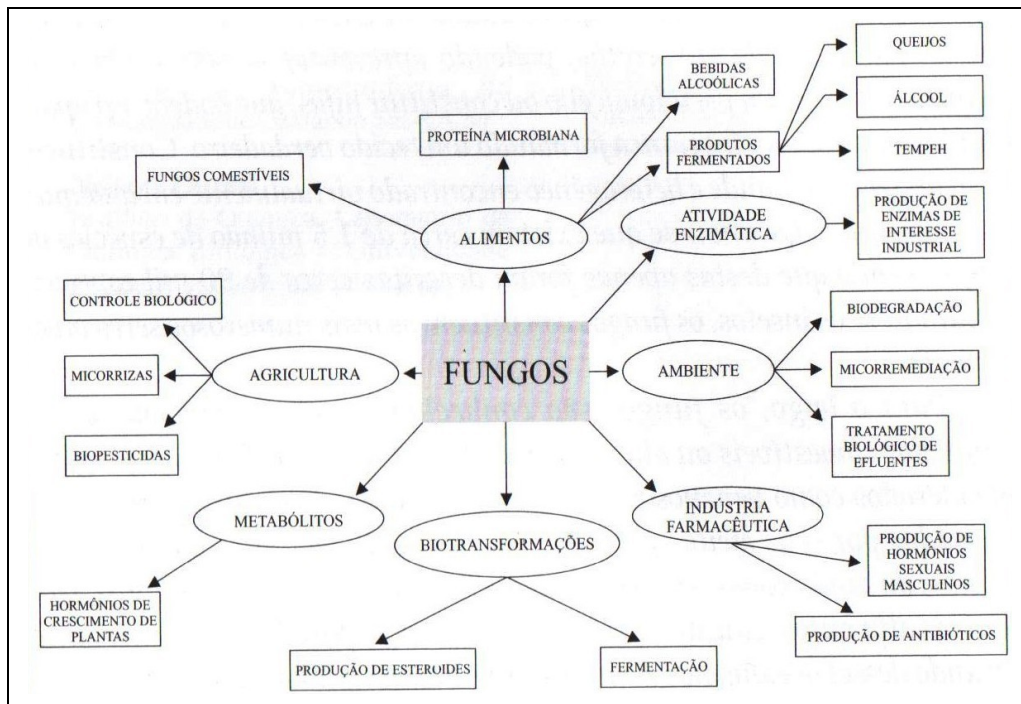 QUEIJOS
BEBIDAS
ALCOÓLICAS
ÁLCOOL
PROTEÍNA MICROBIANA
PRODUTOS
FERMENTADOS
TEMPEH
FUNGOS COMESTÍVEIS
ALIMENTOS
ATIVIDADE
ENZIMÁTICA
PRODUÇÃO DE
ENZIMAS DE
INTERESSE
INDUSTRIAL
CONTROLE BIOLÓGICO
MICORRIZAS
BIOPESTICIDAS
AGRICULTURA
FUNGOS
AMBIENTE
BIODEGRADAÇÃO
MICORREMEDIAÇÃO
TRATAMENTO
BIOLÓGICO DE
EFLUENTES
METABÓLITOS
BIOTRANSFORMAÇÕES
INDÚSTRIA
FARMACÊUTICA
PRODUÇÃO DE
HORMÔNIOS
SEXUAIS
MASCULINOS
HORMÔNIOS DE
CRESCIMENTO DE
PLANTAS
PRODUÇÃO DE ESTEROIDES
FERMENTAÇÃO
PRODUÇÃO DE ANTIBIÓTICOS